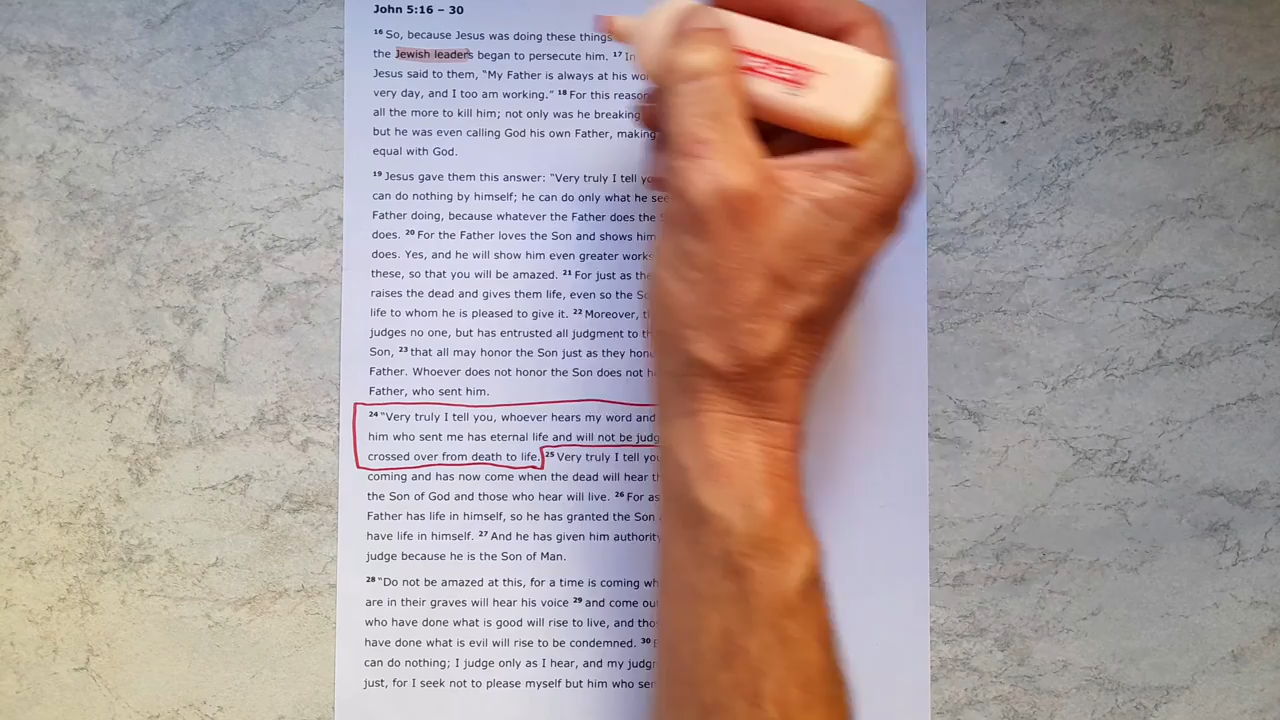 John 5:16 – 30
16 So, because Jesus was doing these things
the Jewish leaders began to persecute him. 17 In
Jesus said to them, “My Father is always at his
very day, and I too am working.” 18 For this reason
all the more to kill him; not only was he breaking
but he was even calling God his own Father, making
equal with God.
19 Jesus gave them this answer: “Very truly I tell
can do nothing by himself; he can do only what he
Father doing, because whatever the Father does the
does. 20 For the Father loves the Son and shows him
does. Yes, and he will show him even greater works
these, so that you will be amazed. 21 For just as the
raises the dead and gives them life, even so the
life to whom he is pleased to give it. 22 Moreover,
judges no one, but has entrusted all judgment to
Son, 23 that all may honor the Son just as they
Father. Whoever does not honor the Son does not
Father, who sent him.
24 “Very truly I tell you, whoever hears my word and
him who sent me has eternal life and will not be
crossed over from death to life. 25 Very truly I tell
coming and has now come when the dead will hear
the Son of God and those who hear will live. 26 For as
Father has life in himself, so he has granted the Son
have life in himself. 27 And he has given him authority
judge because he is the Son of Man.
28 “Do not be amazed at this, for a time is coming
are in their graves will hear his voice 29 and come
who have done what is good will rise to live, and
have done what is evil will rise to be condemned. 30
can do nothing; I judge only as I hear, and my
just, for I seek not to please myself but him who